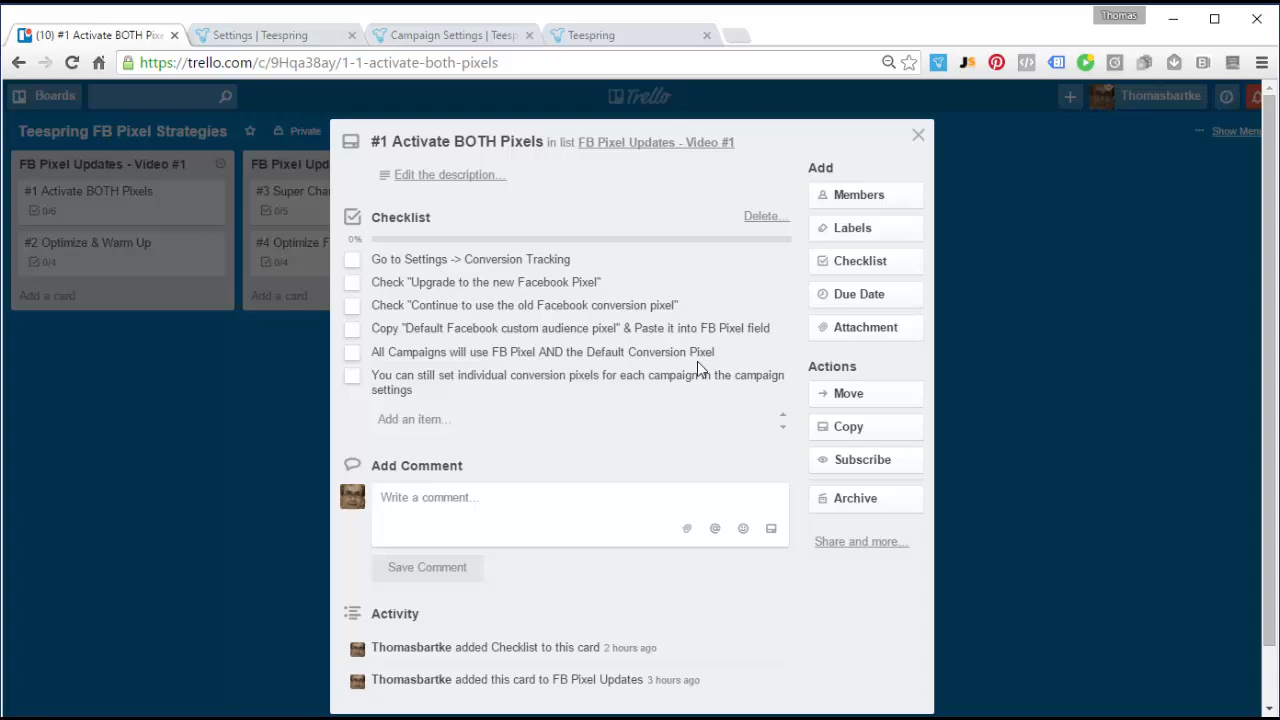 Thomas
(10) #1 Activate BOTH Pix
Settings | Teespring
Campaign Settings | Teesp
Teespring
https://trello.com/c/9Hqa38ay/1-1-activate-both-pixels
Boards
Trello
Thomasbartke
Teespring FB Pixel Strategies
Private
Show Menu
FB Pixel Updates - Video #1
#1 Activate BOTH Pixels
0/6
#2 Optimize & Warm Up
0/4
Add a card
FB Pixel Upd
#3 Super Cha
0/5
#4 Optimize F
0/4
Add a card
#1 Activate BOTH Pixels in list FB Pixel Updates - Video #1
Edit the description...
Checklist
Delete...
0%
Go to Settings -> Conversion Tracking
Check "Upgrade to the new Facebook Pixel"
Check "Continue to use the old Facebook conversion pixel"
Copy "Default Facebook custom audience pixel" & Paste it into FB Pixel field
All Campaigns will use FB Pixel AND the Default Conversion Pixel
You can still set individual conversion pixels for each campaign in the campaign
settings
Add an item...
Add Comment
Write a comment...
Save Comment
Activity
Thomasbartke added Checklist to this card 2 hours ago
Thomasbartke added this card to FB Pixel Updates 3 hours ago
Add
Members
Labels
Checklist
Due Date
Attachment
Actions
Move
Copy
Subscribe
Archive
Share and more...